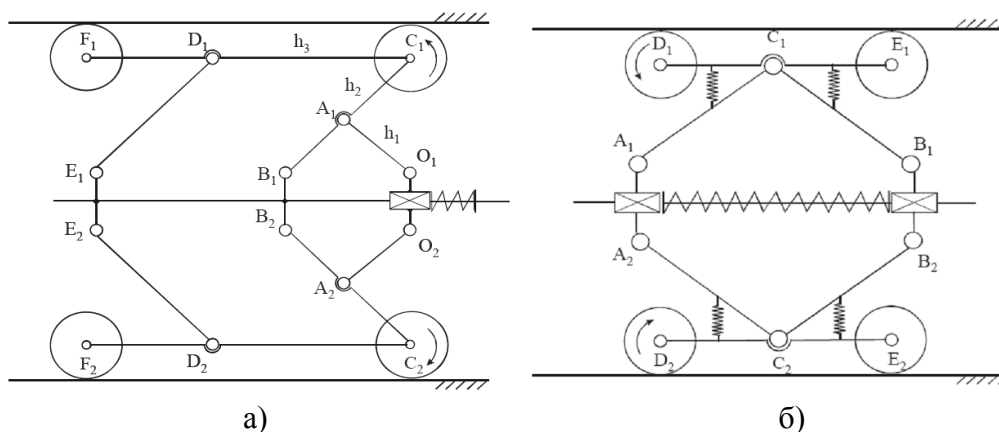 F₁ D₁ h₃ C₁
h₂
A₁
h₁
E₁ B₁ O₁
E₂ B₂ O₂
A₂
F₂ D₂ C₂
а)
D₁ C₁ E₁
A₁ B₁
A₂ B₂
D₂ C₂ E₂
б)